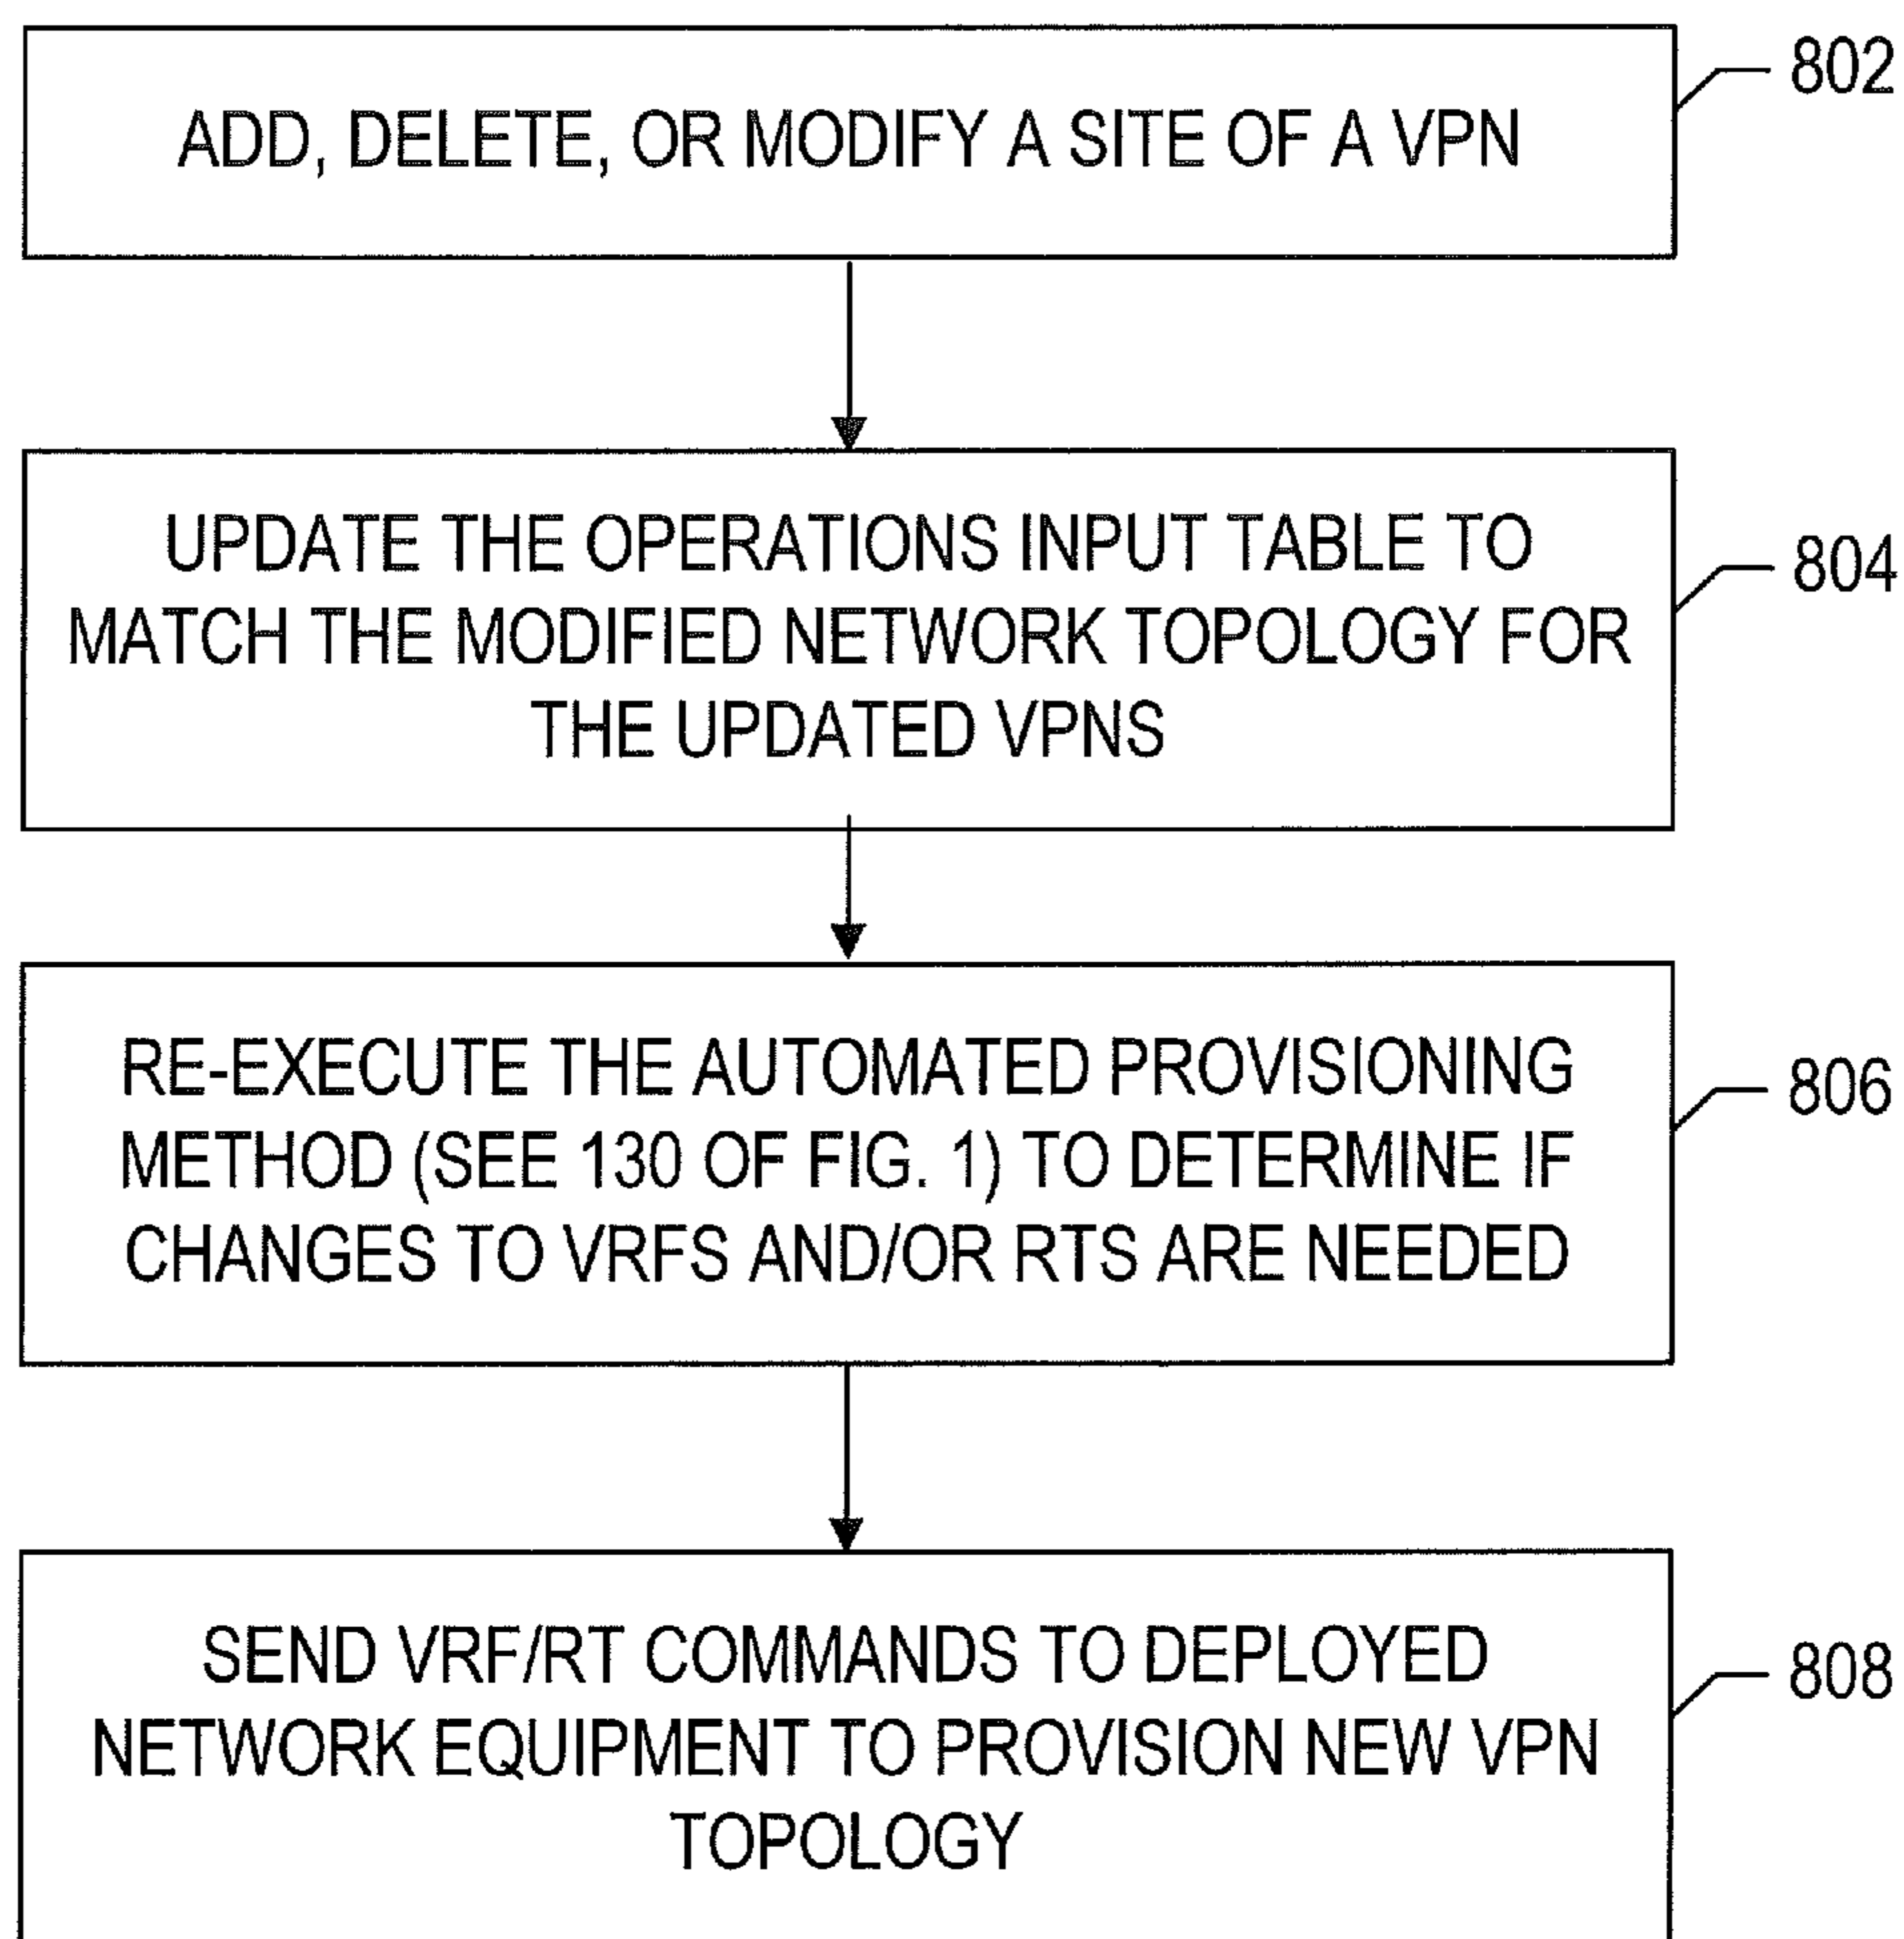 802
ADD, DELETE, OR MODIFY A SITE OF A VPN
804
UPDATE THE OPERATIONS INPUT TABLE TO
MATCH THE MODIFIED NETWORK TOPOLOGY FOR
THE UPDATED VPNS
806
RE-EXECUTE THE AUTOMATED PROVISIONING
METHOD (SEE 130 OF FIG. 1) TO DETERMINE IF
CHANGES TO VRFS AND/OR RTS ARE NEEDED
808
SEND VRF/RT COMMANDS TO DEPLOYED
NETWORK EQUIPMENT TO PROVISION NEW VPN
TOPOLOGY